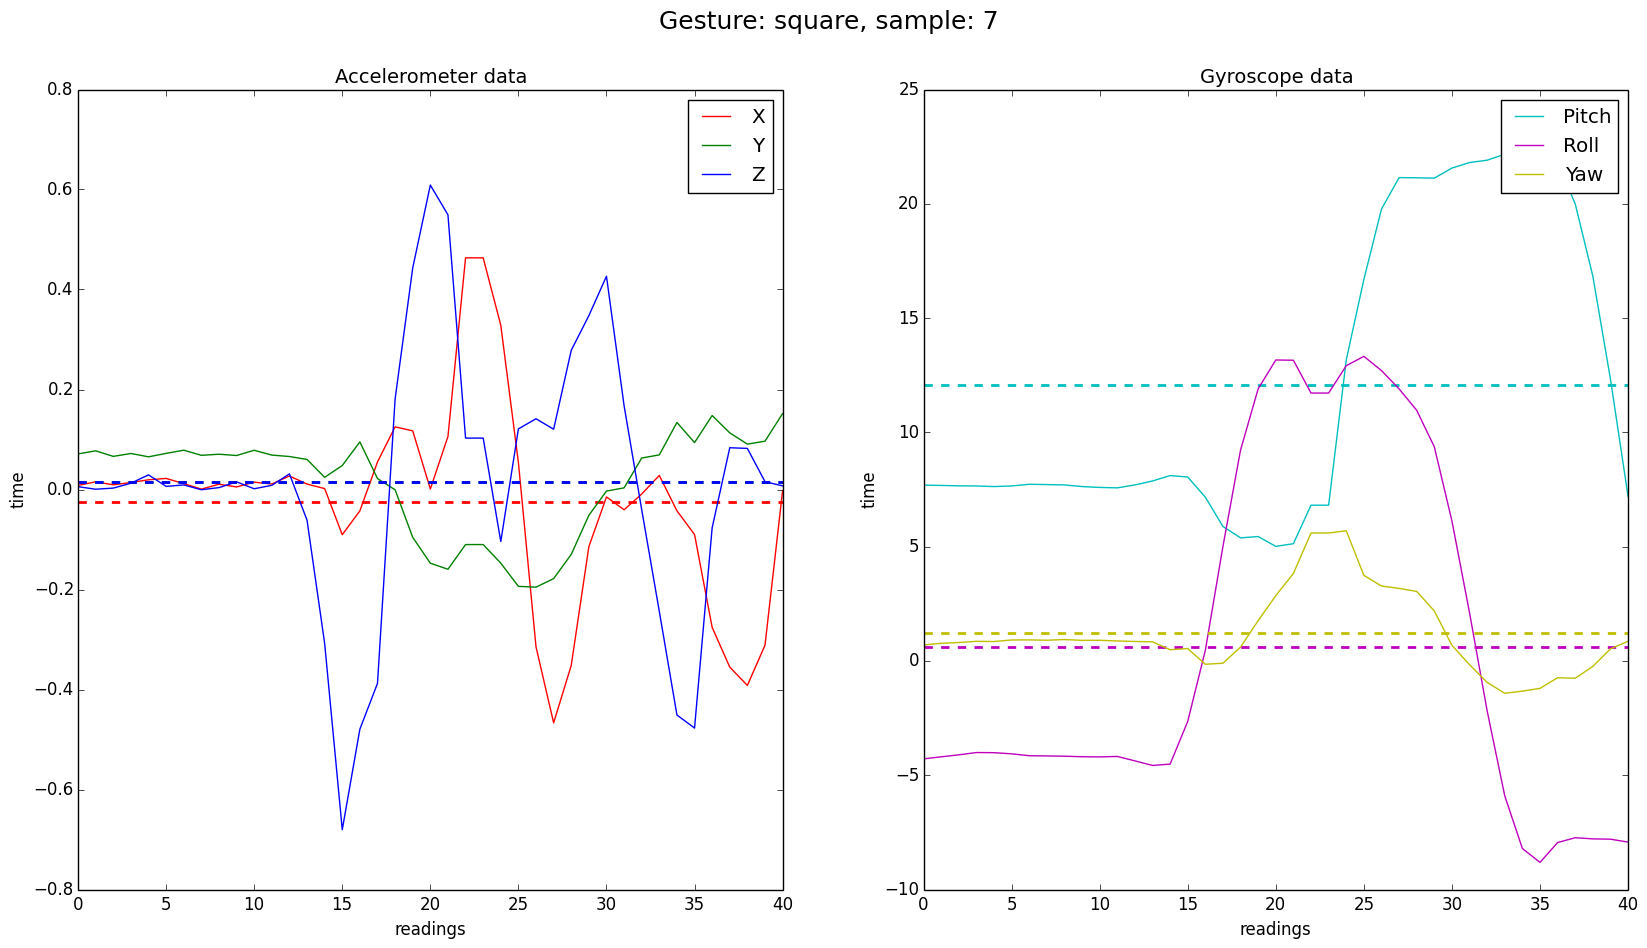 Gesture: square, sample: 7
Accelerometer data
0.8
0.6
0.4
0.2
0.0
−0.2
−0.4
−0.6
−0.8
time
0 5 10 15 20 25 30 35 40
readings
X
Y
Z
Gyroscope data
25
20
15
10
5
0
−5
−10
time
0 5 10 15 20 25 30 35 40
readings
Pitch
Roll
Yaw